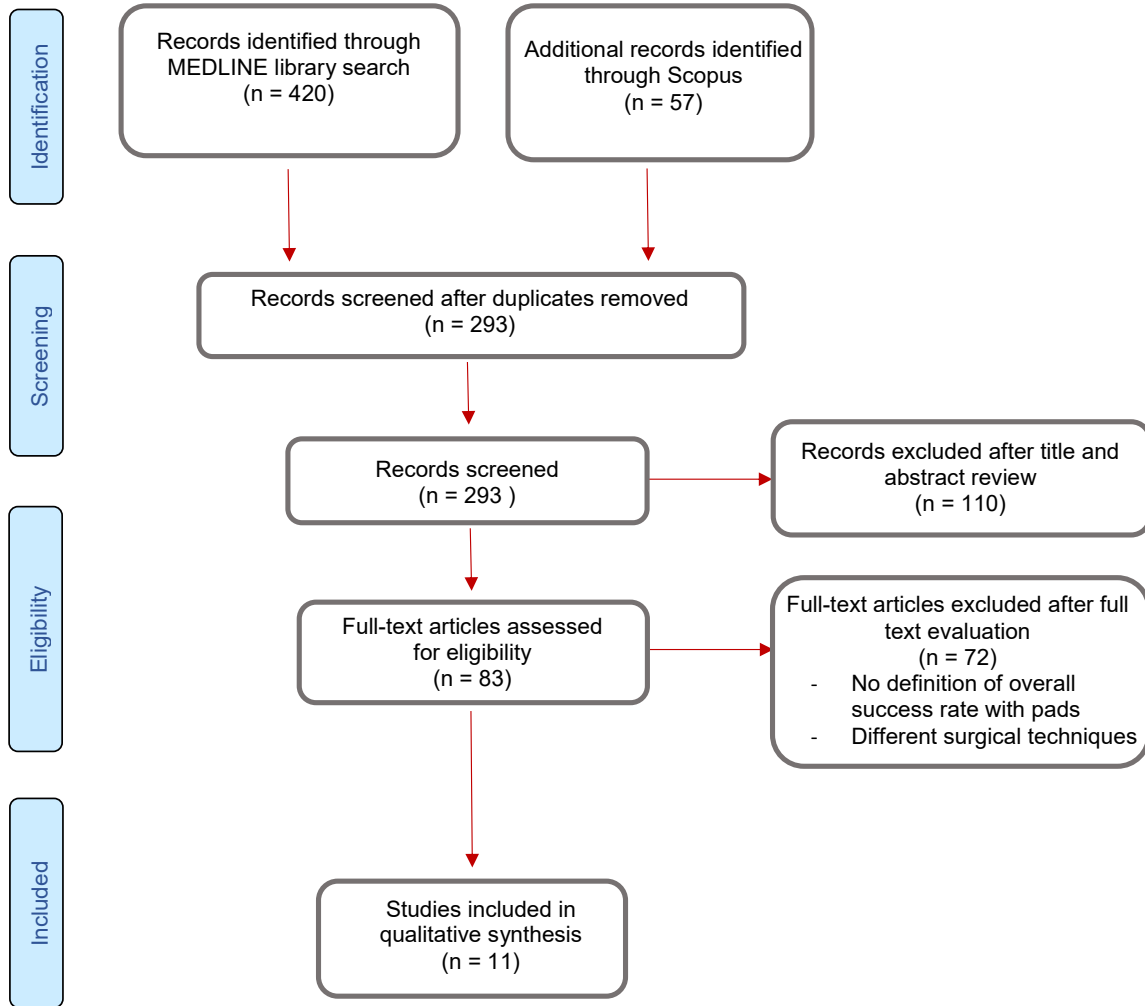 Identification
Records identified through
MEDLINE library search
(n = 420)
Additional records identified
through Scopus
(n = 57)
Screening
Records screened after duplicates removed
(n = 293)
Records screened
(n = 293 )
Records excluded after title and
abstract review
(n = 110)
Eligibility
Full-text articles assessed
for eligibility
(n = 83)
Full-text articles excluded after full
text evaluation
(n = 72)
- No definition of overall
success rate with pads
- Different surgical techniques
Included
Studies included in
qualitative synthesis
(n = 11)